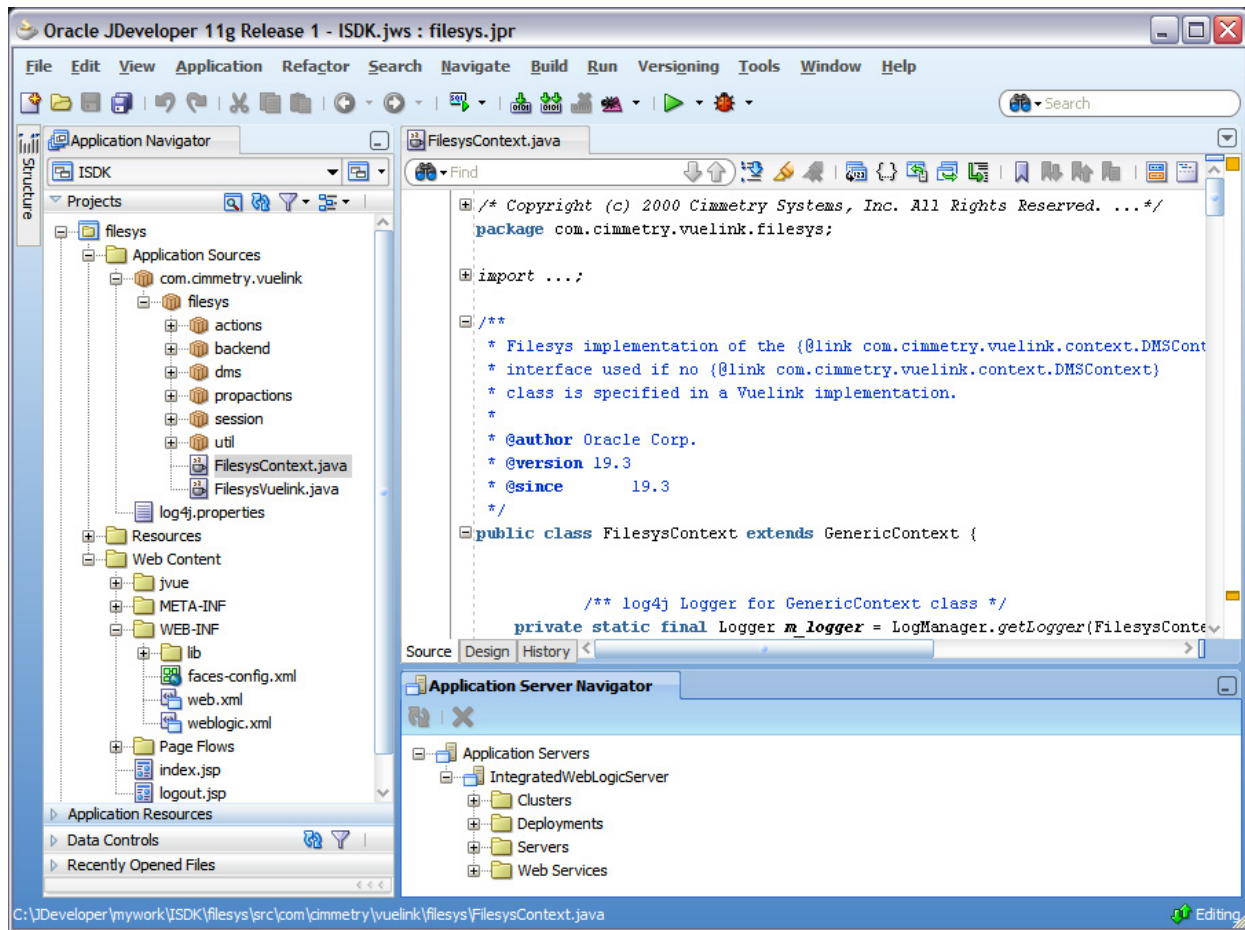 Oracle JDeveloper 11g Release 1 - ISDK.jws : filesys.jpr
File Edit View Application Refactor Search Navigate Build Run Versioning Tools Window Help
Search
Structure
Application Navigator
ISDK
Projects
filesys
Application Sources
com.cimmetry.vuelink
filesys
actions
backend
dms
propactions
session
util
FilesysContext.java
FilesysVuelink.java
log4j.properties
Resources
Web Content
jvue
META-INF
WEB-INF
lib
faces-config.xml
web.xml
weblogic.xml
Page Flows
index.jsp
logout.jsp
Application Resources
Data Controls
Recently Opened Files
FilesysContext.java
Find
/* Copyright (c) 2000 Cimmetry Systems, Inc. All Rights Reserved. ...*/
package com.cimmetry.vuelink.filesys;
import ...;
/**
* Filesys implementation of the {@link com.cimmetry.vuelink.context.DMSCont
* interface used if no {@link com.cimmetry.vuelink.context.DMSContext}
* class is specified in a Vuelink implementation.
*
* @author Oracle Corp.
* @version 19.3
* @since 19.3
*/
public class FilesysContext extends GenericContext {
/** log4j Logger for GenericContext class */
private static final Logger m_logger = LogManager.getLogger(FilesysConte
Source Design History
Application Server Navigator
Application Servers
IntegratedWebLogicServer
Clusters
Deployments
Servers
Web Services
C:\JDeveloper\mywork\ISDK\filesys\src\com\cimmetry\vuelink\filesys\FilesysContext.java
Editing